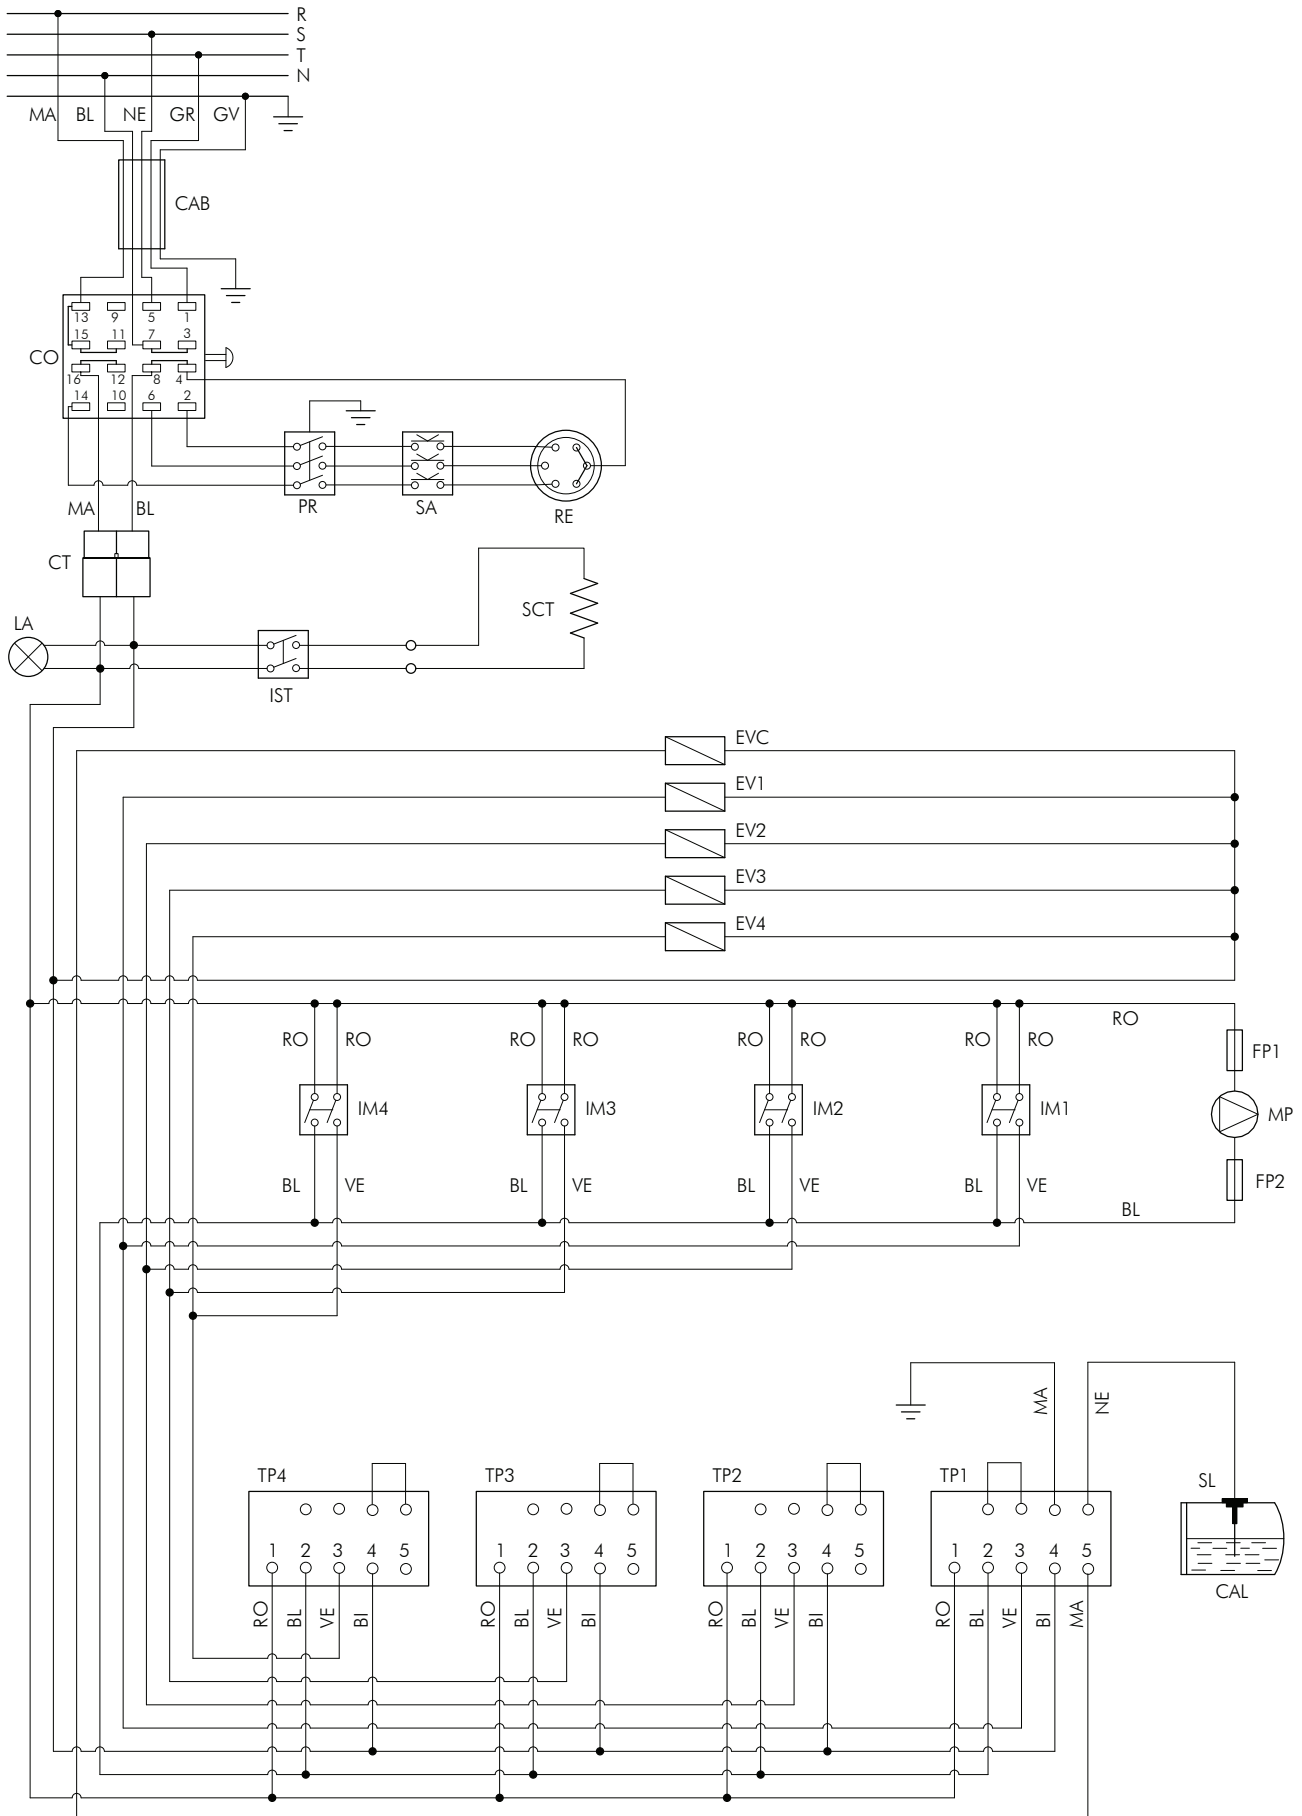 R
S
T
N
MA BL NE GR GV
CAB
13 9 5 1
15 11 7 3
CO
16 12 8 4
14 10 6 2
PR SA RE
MA BL
CT
SCT
LA
IST
EVC
EV1
EV2
EV3
EV4
RO
RO RO RO RO RO RO RO RO
FP1
IM4 IM3 IM2 IM1 MP
BL VE BL VE BL VE BL VE FP2
BL
MA NE
TP4 TP3 TP2 TP1 SL
1 2 3 4 5 1 2 3 4 5 1 2 3 4 5 1 2 3 4 5
CAL
RO BL VE BI RO BL VE BI RO BL VE BI RO BL VE BI MA